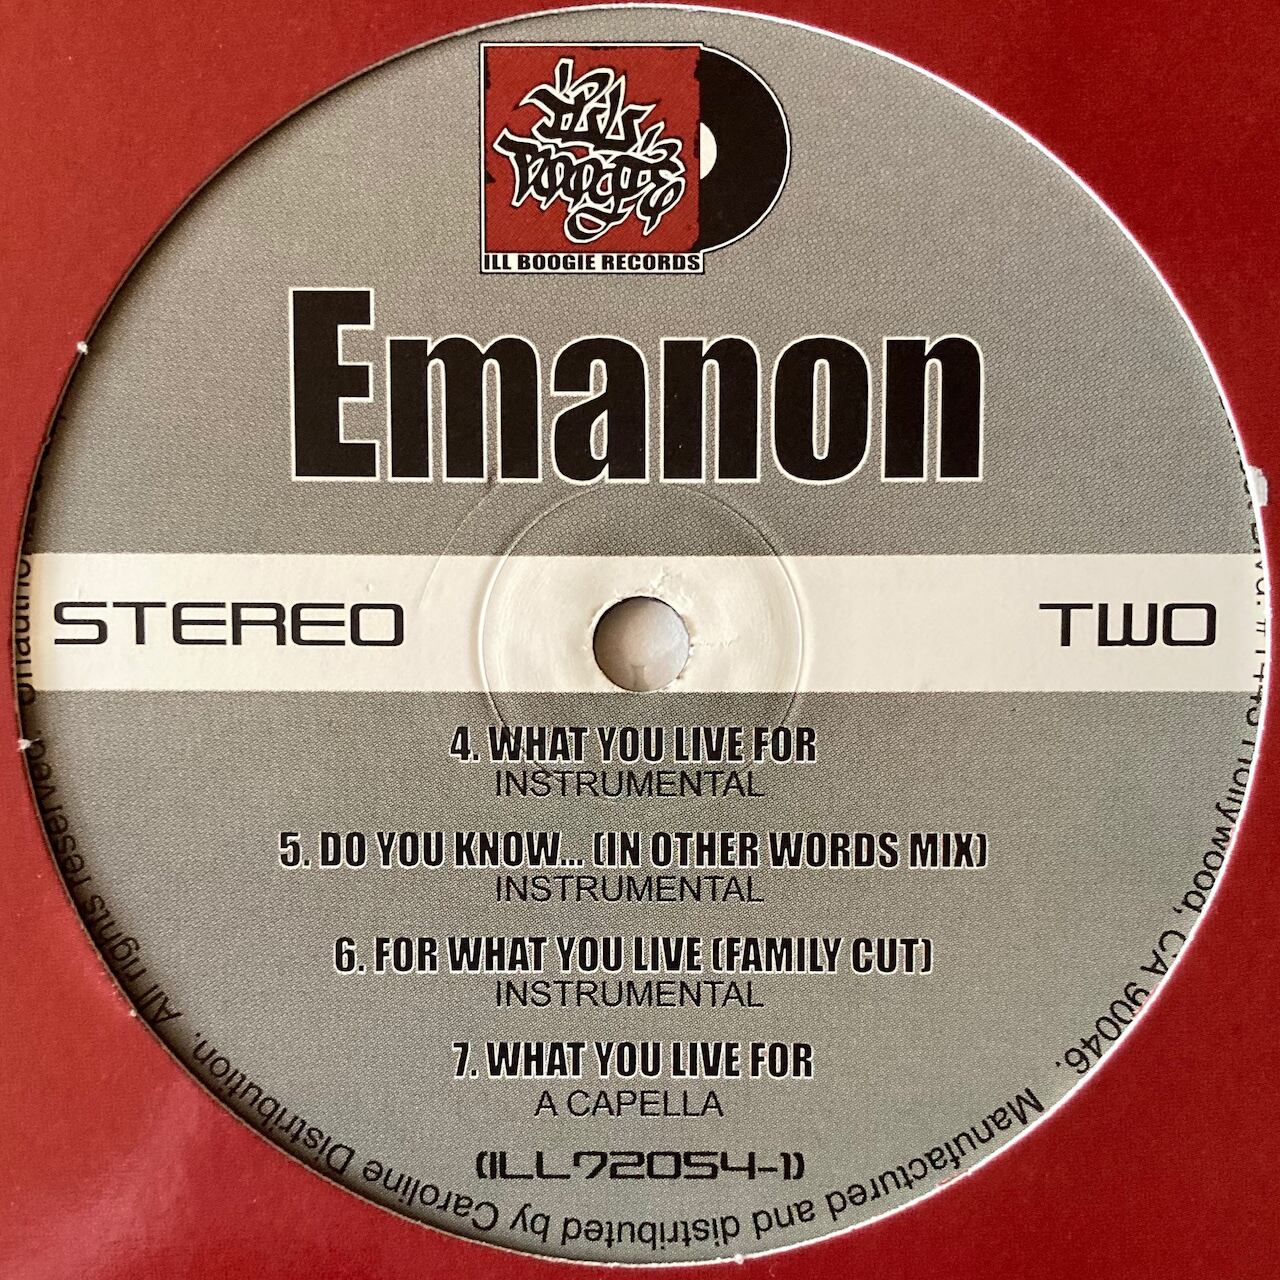 ILL BOOGIE
ILL BOOGIE RECORDS
Emanon
STEREO
TWO
4. WHAT YOU LIVE FOR
INSTRUMENTAL
5. DO YOU KNOW... (IN OTHER WORDS MIX)
INSTRUMENTAL
6. FOR WHAT YOU LIVE (FAMILY CUT)
INSTRUMENTAL
7. WHAT YOU LIVE FOR
A CAPELLA
(ILL72054-1)
Hollywood, CA 90046. Manufactured and distributed by Caroline Distribution. All rights reserved.